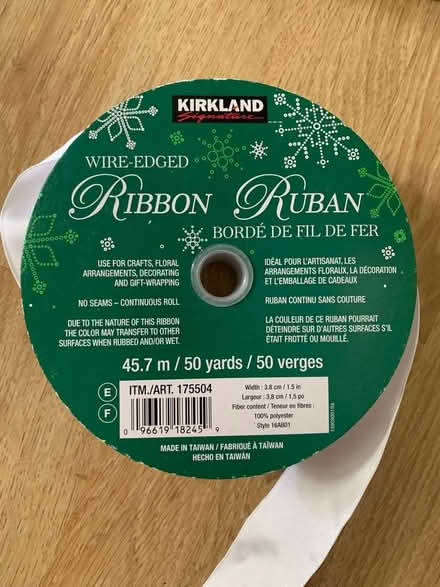 KIRKLAND
Signature
WIRE-EDGED
RIBBON
RUBAN
BORDÉ DE FIL DE FER
USE FOR CRAFTS, FLORAL
ARRANGEMENTS, DECORATING
AND GIFT-WRAPPING
NO SEAMS – CONTINUOUS ROLL
DUE TO THE NATURE OF THIS RIBBON
THE COLOR MAY TRANSFER TO OTHER
SURFACES WHEN RUBBED AND/OR WET.
IDÉAL POUR L'ARTISANAT, LES
ARRANGEMENTS FLORAUX, LA DÉCORATION
ET L'EMBALLAGE DE CADEAUX
RUBAN CONTINU SANS COUTURE
LA COULEUR DE CE RUBAN POURRAIT
DÉTEINDRE SUR D'AUTRES SURFACES S'IL
ÉTAIT FROTTÉ OU MOUILLÉ.
45.7 m / 50 yards / 50 verges
E
F
ITM./ART. 175504
0 96619 18245 9
Width : 3.8 cm / 1.5 in
Largeur : 3,8 cm / 1,5 po
Fiber content / Teneur en fibres :
100% polyester
Style 16AB01
MADE IN TAIWAN / FABRIQUÉ À TAÏWAN
HECHO EN TAIWÁN